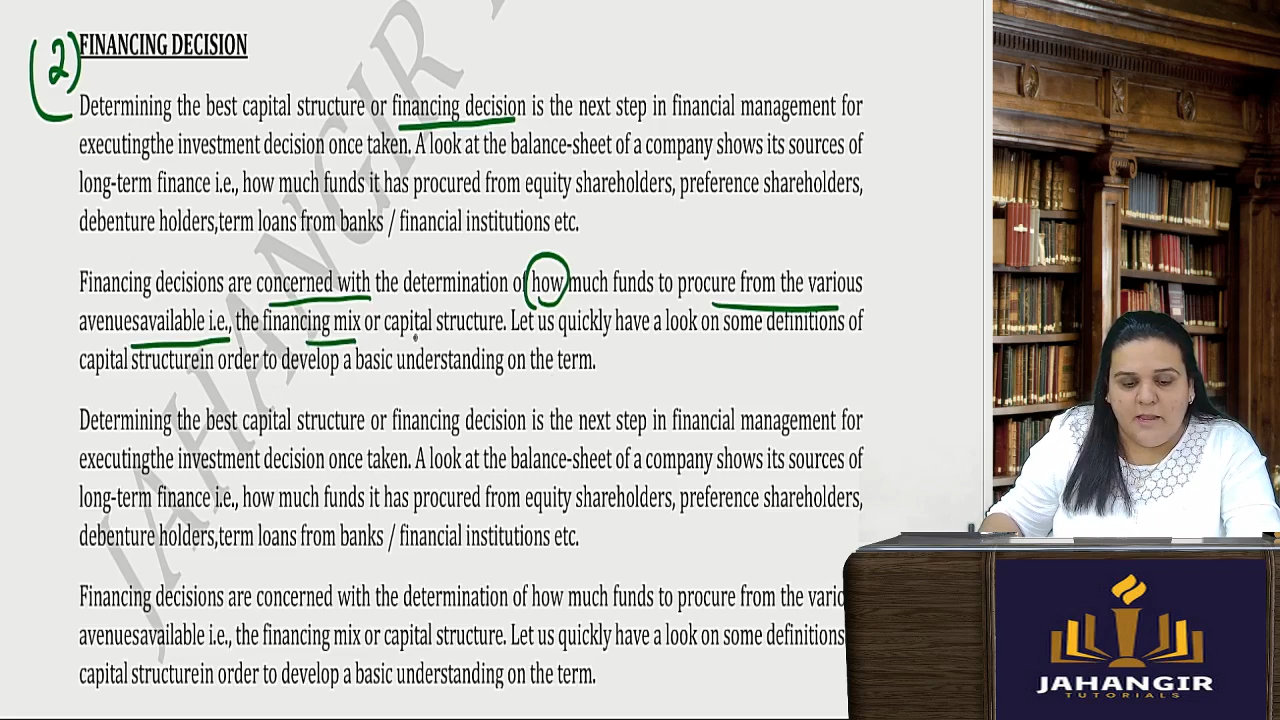 (2) FINANCING DECISION
Determining the best capital structure or financing decision is the next step in financial management for
executingthe investment decision once taken. A look at the balance-sheet of a company shows its sources of
long-term finance i.e., how much funds it has procured from equity shareholders, preference shareholders,
debenture holders,term loans from banks / financial institutions etc.
Financing decisions are concerned with the determination of how much funds to procure from the various
avenuesavailable i.e., the financing mix or capital structure. Let us quickly have a look on some definitions of
capital structurein order to develop a basic understanding on the term.
Determining the best capital structure or financing decision is the next step in financial management for
executingthe investment decision once taken. A look at the balance-sheet of a company shows its sources of
long-term finance i.e., how much funds it has procured from equity shareholders, preference shareholders,
debenture holders,term loans from banks / financial institutions etc.
Financing decisions are concerned with the determination of how much funds to procure from the
avenuesavailable i.e., the financing mix or capital structure. Let us quickly have a look on some definitions
capital structurein order to develop a basic understanding on the term.
JAHANGIR
JAHANGIR
TUTORIALS